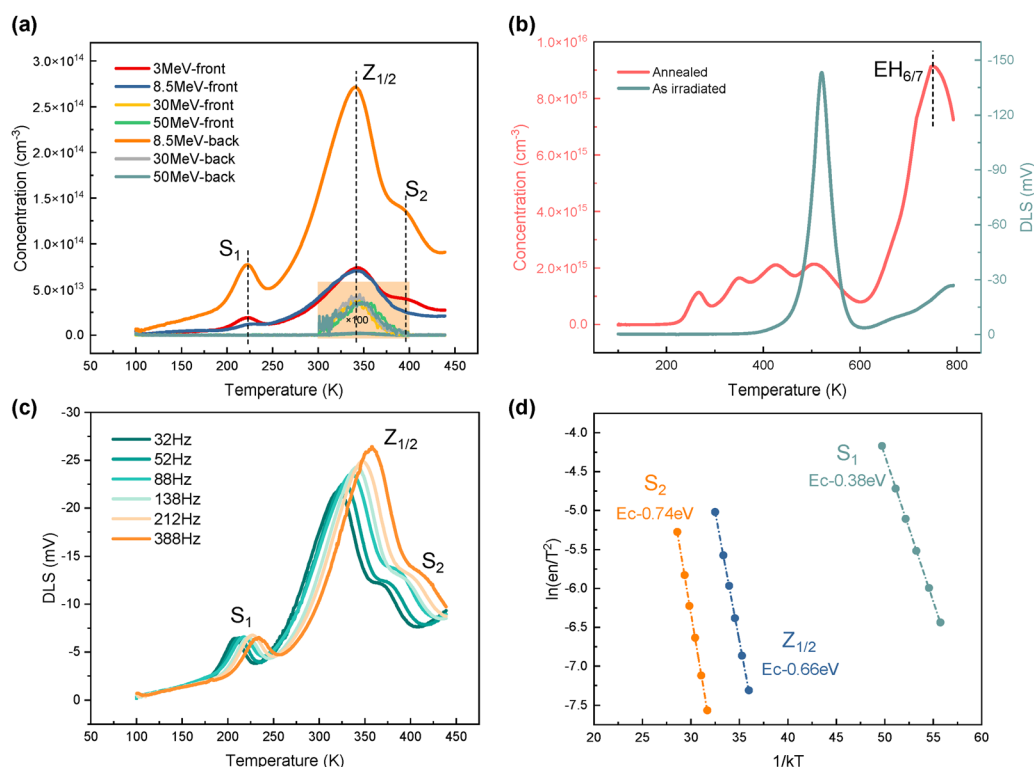 (a)
3.0×10¹⁴
2.5×10¹⁴
2.0×10¹⁴
1.5×10¹⁴
1.0×10¹⁴
5.0×10¹³
0.0
Concentration (cm⁻³)
3MeV-front
8.5MeV-front
30MeV-front
50MeV-front
8.5MeV-back
30MeV-back
50MeV-back
Z₁/₂
S₂
S₁
×100
50 100 150 200 250 300 350 400 450
Temperature (K)
(b)
1.0×10¹⁶
8.0×10¹⁵
6.0×10¹⁵
4.0×10¹⁵
2.0×10¹⁵
0.0
Concentration (cm⁻³)
Annealed
As irradiated
EH₆/₇
-150
-120
-90
-60
-30
0
DLS (mV)
200 400 600 800
Temperature (K)
(c)
-30
-25
-20
-15
-10
-5
0
DLS (mV)
32Hz
52Hz
88Hz
138Hz
212Hz
388Hz
Z₁/₂
S₂
S₁
50 100 150 200 250 300 350 400 450
Temperature (K)
(d)
-4.0
-4.5
-5.0
-5.5
-6.0
-6.5
-7.0
-7.5
ln(en/T²)
S₁
Ec-0.38eV
S₂
Ec-0.74eV
Z₁/₂
Ec-0.66eV
20 25 30 35 40 45 50 55 60
1/kT